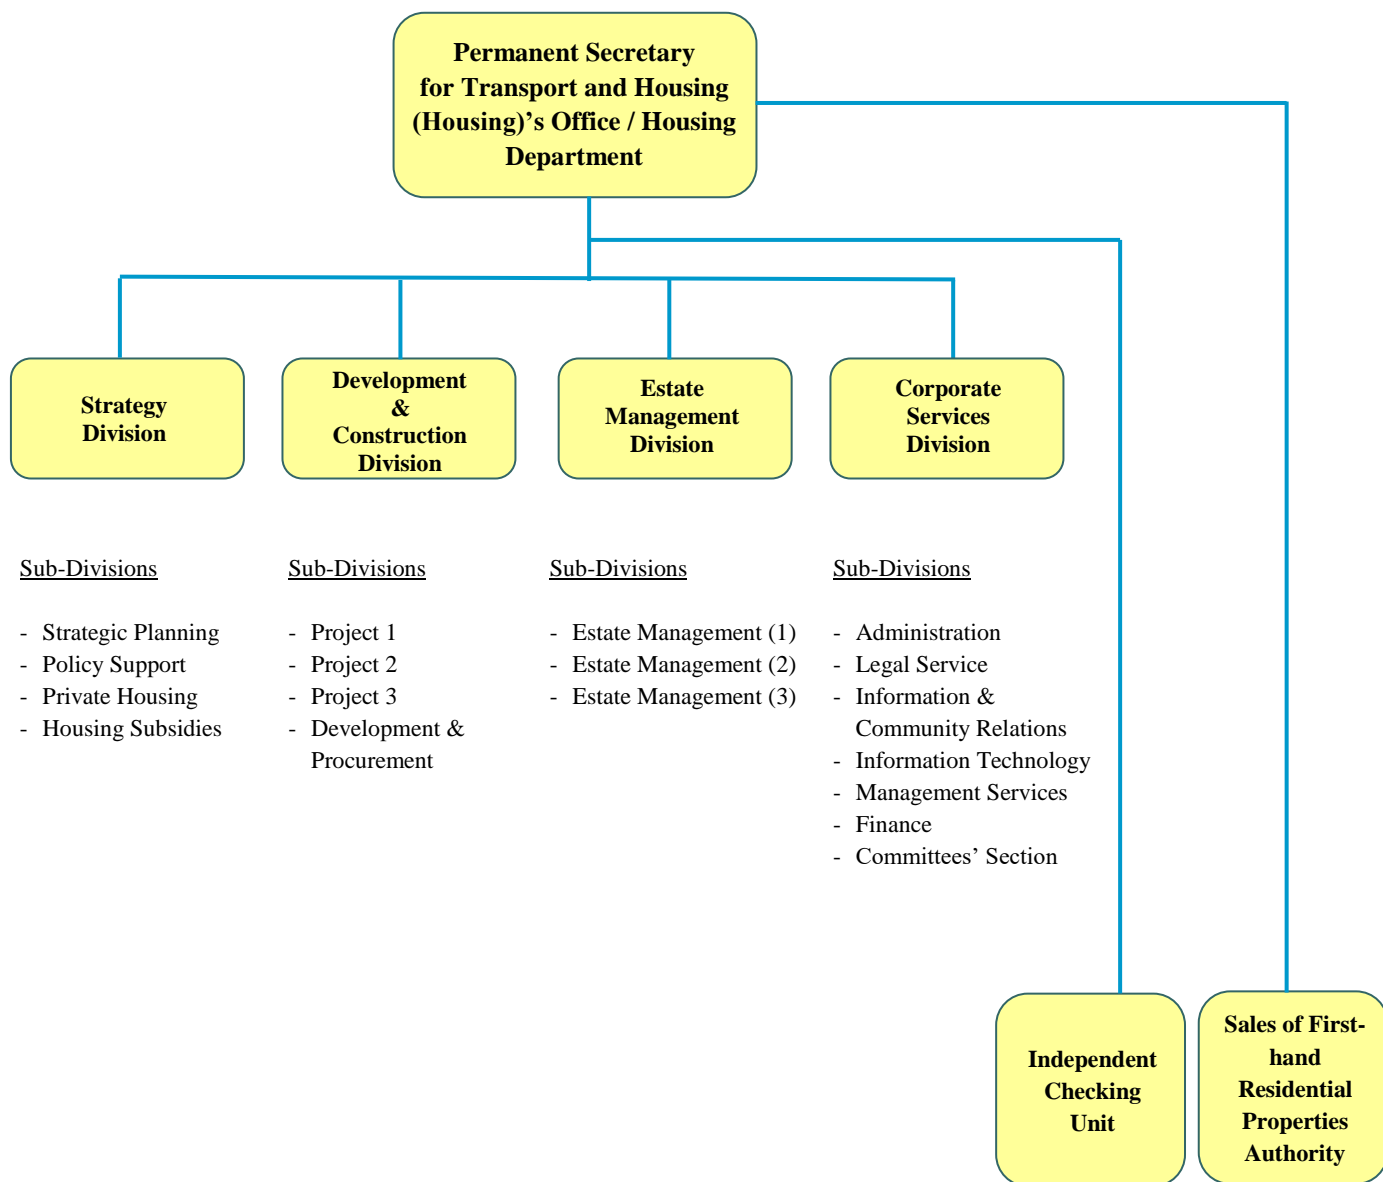 Permanent Secretary
for Transport and Housing
(Housing)’s Office / Housing
Department
Strategy
Division
Development
&
Construction
Division
Estate
Management
Division
Corporate
Services
Division
Sub-Divisions
- Strategic Planning
- Policy Support
- Private Housing
- Housing Subsidies
Sub-Divisions
- Project 1
- Project 2
- Project 3
- Development &
Procurement
Sub-Divisions
- Estate Management (1)
- Estate Management (2)
- Estate Management (3)
Sub-Divisions
- Administration
- Legal Service
- Information &
Community Relations
- Information Technology
- Management Services
- Finance
- Committees’ Section
Independent
Checking
Unit
Sales of First-
hand
Residential
Properties
Authority